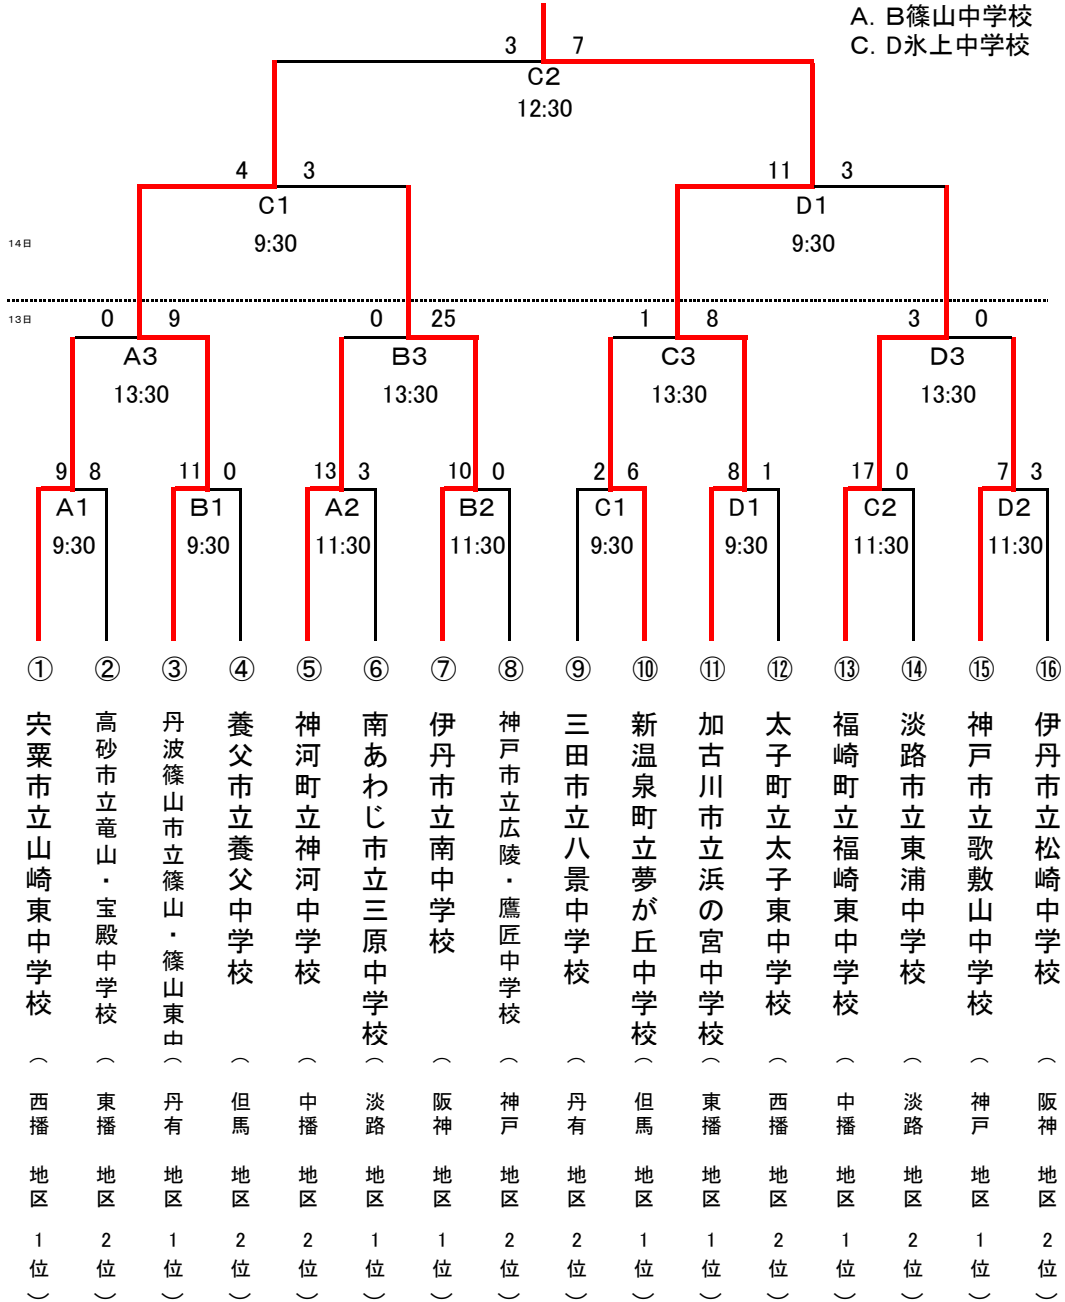 A. B篠山中学校
C. D氷上中学校
3 7
C2
12:30
4 3
C1
9:30
11 3
D1
9:30
14日
13日
0 9
A3
13:30
0 25
B3
13:30
1 8
C3
13:30
3 0
D3
13:30
9 8
A1
9:30
11 0
B1
9:30
13 3
A2
11:30
10 0
B2
11:30
2 6
C1
9:30
8 1
D1
9:30
17 0
C2
11:30
7 3
D2
11:30
① 宍粟市立山崎東中学校 (西播 地区 1位)
② 高砂市立竜山・宝殿中学校 (東播 地区 2位)
③ 丹波篠山市立篠山・篠山東中 (丹有 地区 1位)
④ 養父市立養父中学校 (但馬 地区 2位)
⑤ 神河町立神河中学校 (中播 地区 2位)
⑥ 南あわじ市立三原中学校 (淡路 地区 1位)
⑦ 伊丹市立南中学校 (阪神 地区 1位)
⑧ 神戸市立広陵・鷹匠中学校 (神戸 地区 2位)
⑨ 三田市立八景中学校 (丹有 地区 2位)
⑩ 新温泉町立夢が丘中学校 (但馬 地区 1位)
⑪ 加古川市立浜の宮中学校 (東播 地区 1位)
⑫ 太子町立太子東中学校 (西播 地区 2位)
⑬ 福崎町立福崎東中学校 (中播 地区 1位)
⑭ 淡路市立東浦中学校 (淡路 地区 2位)
⑮ 神戸市立歌敷山中学校 (神戸 地区 1位)
⑯ 伊丹市立松崎中学校 (阪神 地区 2位)